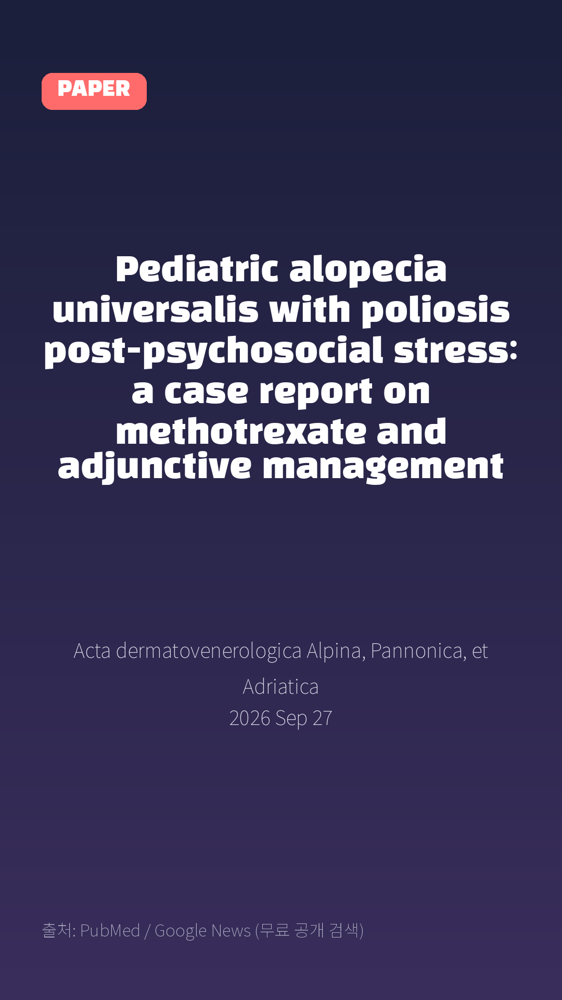 PAPER
Pediatric alopecia
universalis with poliosis
post-psychosocial stress:
a case report on
methotrexate and
adjunctive management
Acta dermatovenerologica Alpina, Pannonica, et
Adriatica
2026 Sep 27
출처: PubMed / Google News (무료 공개 검색)